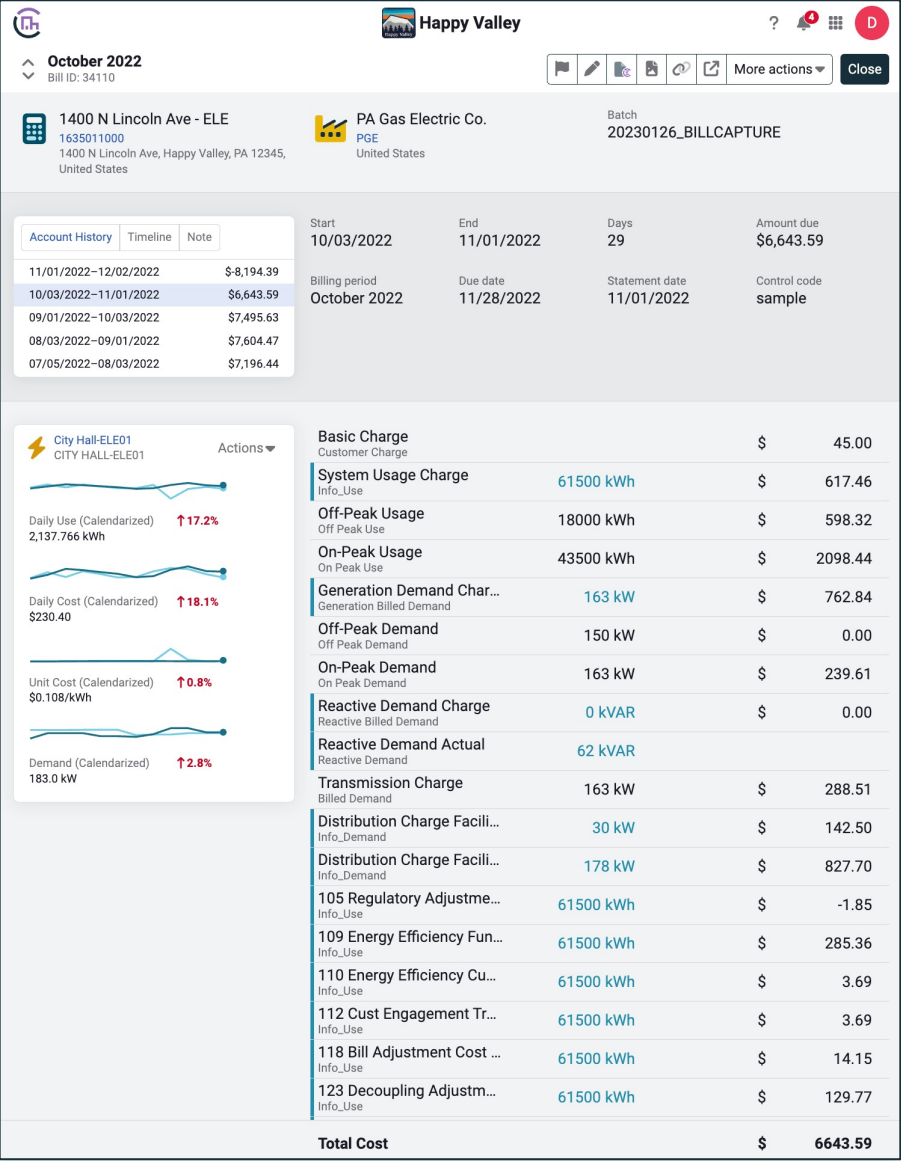 Happy Valley
Happy Valley
?
4
D
October 2022
Bill ID: 34110
More actions
Close
1400 N Lincoln Ave - ELE
1635011000
1400 N Lincoln Ave, Happy Valley, PA 12345,
United States
PA Gas Electric Co.
PGE
United States
Batch
20230126_BILLCAPTURE
Account History Timeline Note
11/01/2022–12/02/2022 $-8,194.39
10/03/2022–11/01/2022 $6,643.59
09/01/2022–10/03/2022 $7,495.63
08/03/2022–09/01/2022 $7,604.47
07/05/2022–08/03/2022 $7,196.44
Start End Days Amount due
10/03/2022 11/01/2022 29 $6,643.59
Billing period Due date Statement date Control code
October 2022 11/28/2022 11/01/2022 sample
City Hall-ELE01
CITY HALL-ELE01
Actions
Daily Use (Calendarized) ↑17.2%
2,137.766 kWh
Daily Cost (Calendarized) ↑18.1%
$230.40
Unit Cost (Calendarized) ↑0.8%
$0.108/kWh
Demand (Calendarized) ↑2.8%
183.0 kW
Basic Charge $ 45.00
Customer Charge
System Usage Charge 61500 kWh $ 617.46
Info_Use
Off-Peak Usage 18000 kWh $ 598.32
Off Peak Use
On-Peak Usage 43500 kWh $ 2098.44
On Peak Use
Generation Demand Char... 163 kW $ 762.84
Generation Billed Demand
Off-Peak Demand 150 kW $ 0.00
Off Peak Demand
On-Peak Demand 163 kW $ 239.61
On Peak Demand
Reactive Demand Charge 0 kVAR $ 0.00
Reactive Billed Demand
Reactive Demand Actual 62 kVAR
Reactive Demand
Transmission Charge 163 kW $ 288.51
Billed Demand
Distribution Charge Facili... 30 kW $ 142.50
Info_Demand
Distribution Charge Facili... 178 kW $ 827.70
Info_Demand
105 Regulatory Adjustme... 61500 kWh $ -1.85
Info_Use
109 Energy Efficiency Fun... 61500 kWh $ 285.36
Info_Use
110 Energy Efficiency Cu... 61500 kWh $ 3.69
Info_Use
112 Cust Engagement Tr... 61500 kWh $ 3.69
Info_Use
118 Bill Adjustment Cost ... 61500 kWh $ 14.15
Info_Use
123 Decoupling Adjustm... 61500 kWh $ 129.77
Info_Use
Total Cost $ 6643.59